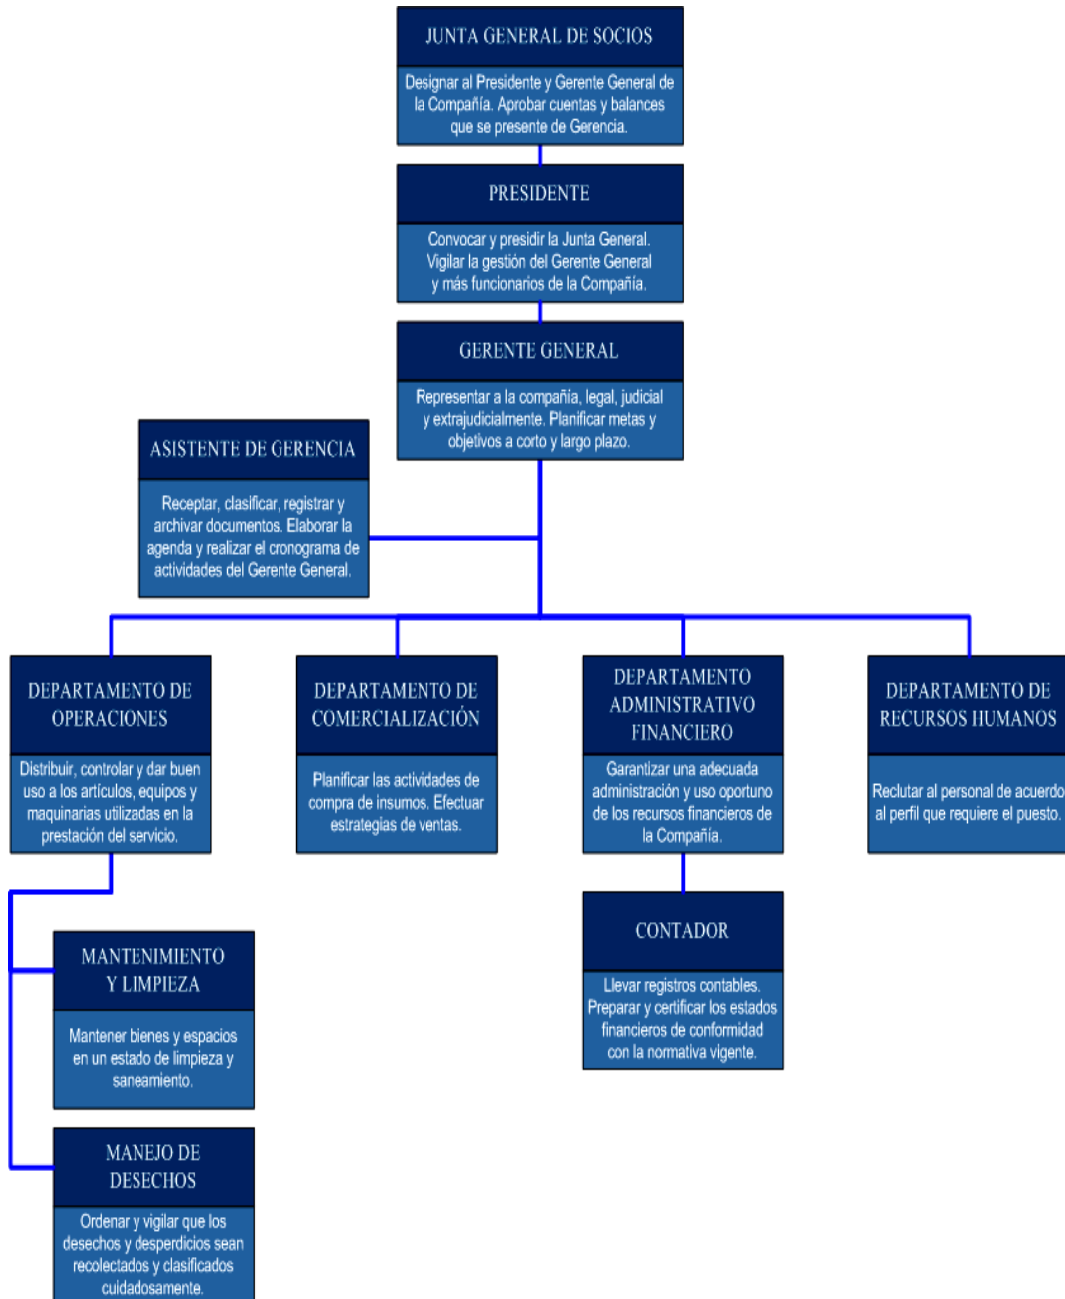 JUNTA GENERAL DE SOCIOS
Designar al Presidente y Gerente General de
la Compañía. Aprobar cuentas y balances
que se presente de Gerencia.
PRESIDENTE
Convocar y presidir la Junta General.
Vigilar la gestión del Gerente General
y más funcionarios de la Compañía.
GERENTE GENERAL
Representar a la compañía, legal, judicial
y extrajudicialmente. Planificar metas y
objetivos a corto y largo plazo.
ASISTENTE DE GERENCIA
Receptar, clasificar, registrar y
archivar documentos. Elaborar la
agenda y realizar el cronograma de
actividades del Gerente General.
DEPARTAMENTO DE
OPERACIONES
Distribuir, controlar y dar buen
uso a los artículos, equipos y
maquinarias utilizadas en la
prestación del servicio.
DEPARTAMENTO DE
COMERCIALIZACIÓN
Planificar las actividades de
compra de insumos. Efectuar
estrategias de ventas.
DEPARTAMENTO
ADMINISTRATIVO
FINANCIERO
Garantizar una adecuada
administración y uso oportuno
de los recursos financieros de
la Compañía.
DEPARTAMENTO DE
RECURSOS HUMANOS
Reclutar al personal de acuerdo
al perfil que requiere el puesto.
MANTENIMIENTO
Y LIMPIEZA
Mantener bienes y espacios
en un estado de limpieza y
saneamiento.
CONTADOR
Llevar registros contables.
Preparar y certificar los estados
financieros de conformidad
con la normativa vigente.
MANEJO DE
DESECHOS
Ordenar y vigilar que los
desechos y desperdicios sean
recolectados y clasificados
cuidadosamente.